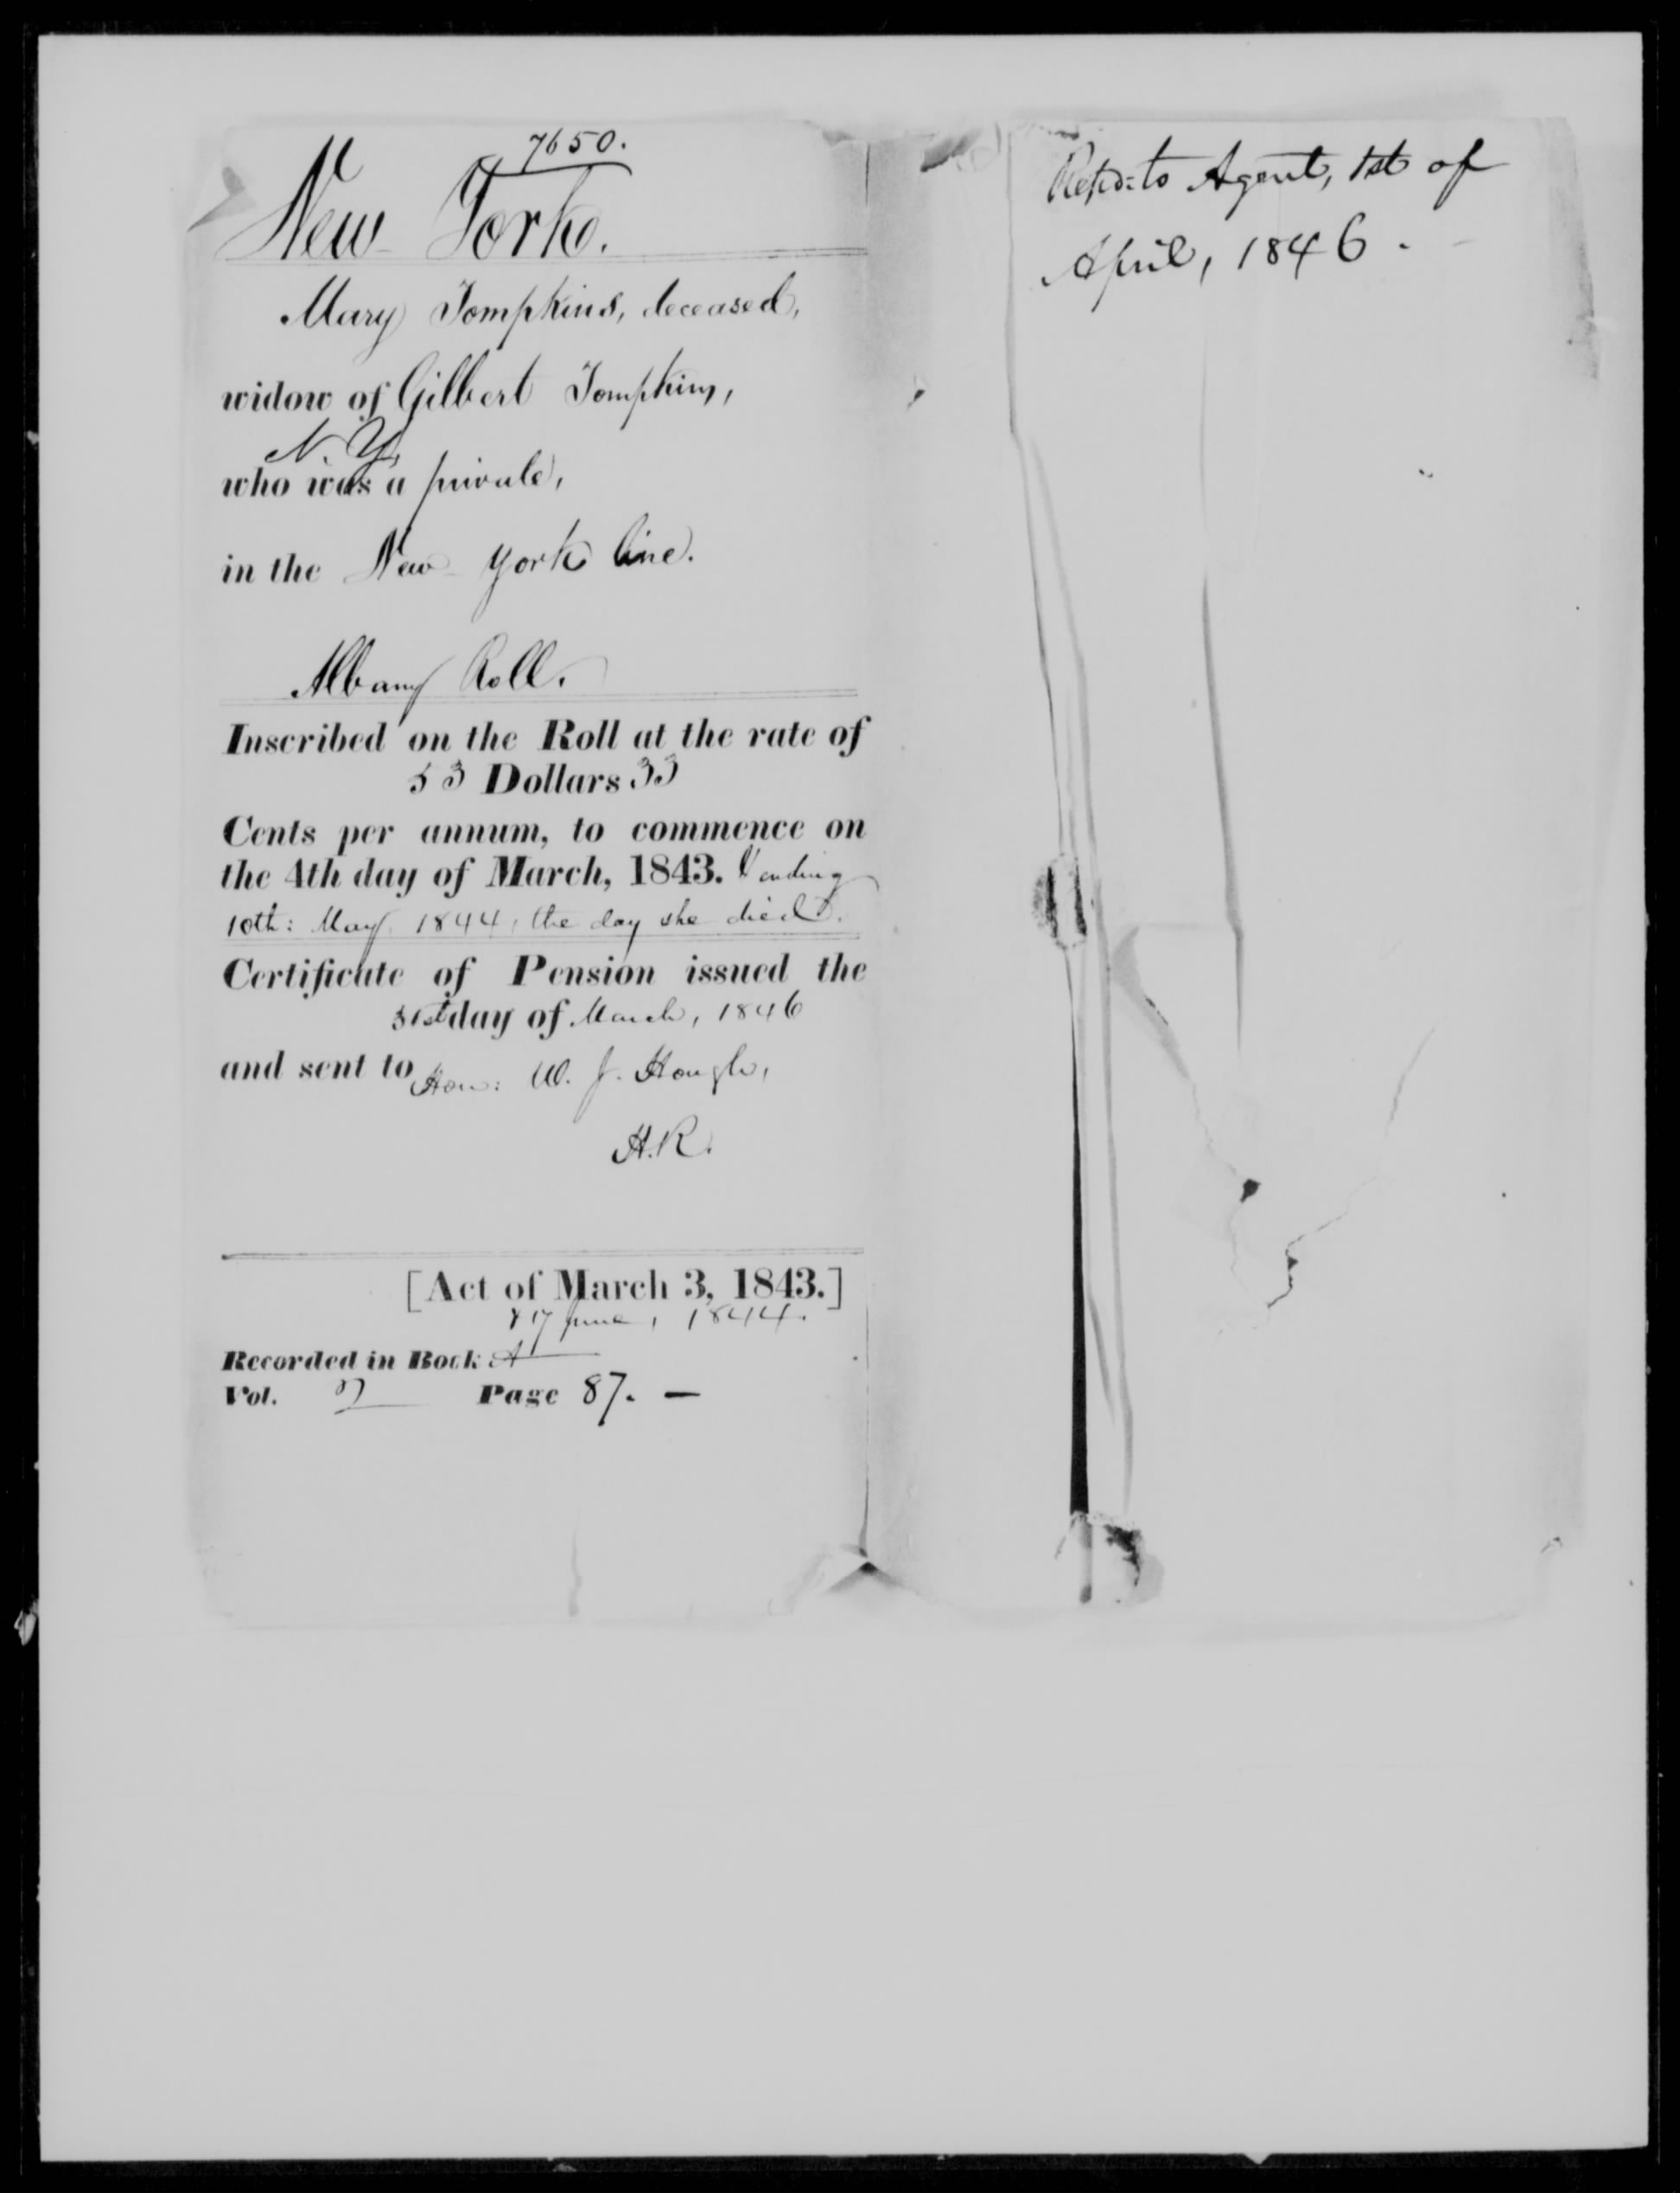 7650.
New York.
Mary Tompkins, deceased,
widow of Gilbert Tompkins,
N. Y.
who was a private,
in the New York line.
Albany Roll.
Inscribed on the Roll at the rate of
53 Dollars 33
Cents per annum, to commence on
the 4th day of March, 1843. & ending
10th: May 1844, the day she died.
Certificate of Pension issued the
31st day of March, 1846
and sent to Hon: W. J. Hough,
H.R.
[Act of March 3, 1843.]
& 17 June, 1844.
Recorded in Book A
Vol. 2 Page 87. —
Rep'd: to Agent, 1st of
April, 1846.